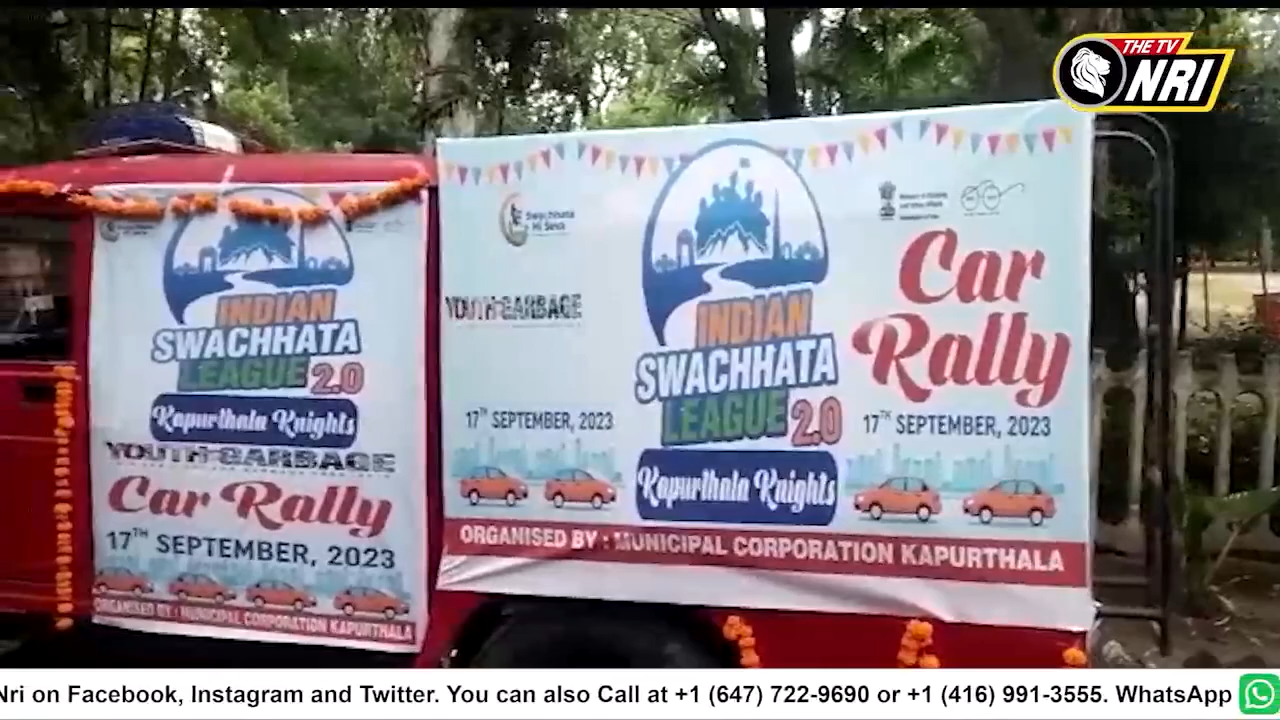 THE TV
NRI
INDIAN
SWACHHATA
LEAGUE 2.0
Kapurthala Knights
YOUTH GARBAGE
Car Rally
17TH SEPTEMBER, 2023
ORGANISED BY : MUNICIPAL CORPORATION KAPURTHALA
Swachhata
Hi Seva
YOUTH GARBAGE
17TH SEPTEMBER, 2023
INDIAN
SWACHHATA
LEAGUE 2.0
Kapurthala Knights
Car
Rally
17TH SEPTEMBER, 2023
ORGANISED BY : MUNICIPAL CORPORATION KAPURTHALA
Nri on Facebook, Instagram and Twitter. You can also Call at +1 (647) 722-9690 or +1 (416) 991-3555. WhatsApp